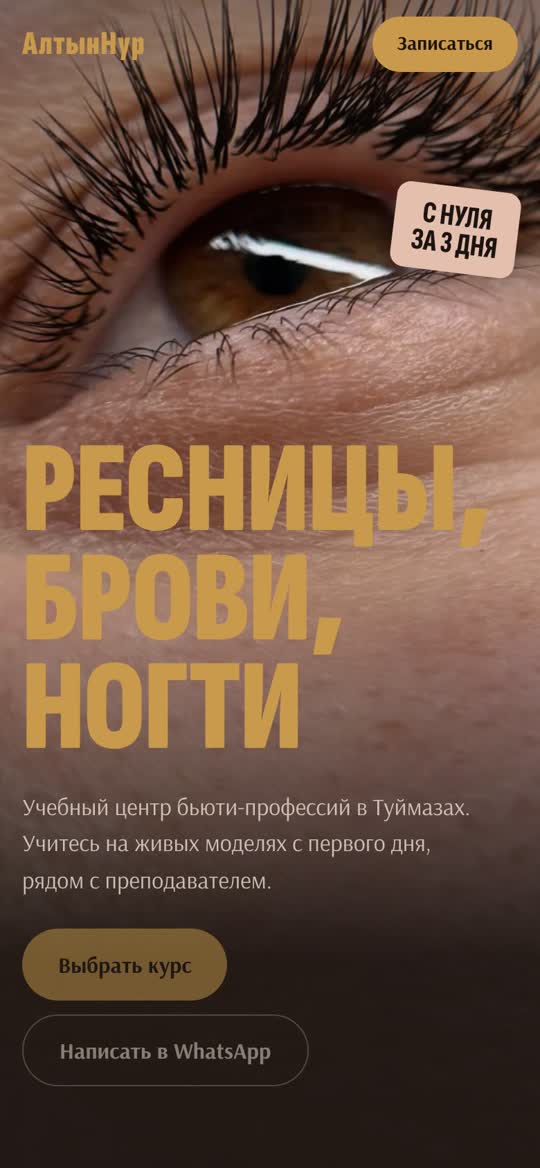 АлтынНур
Записаться
С НУЛЯ
ЗА 3 ДНЯ
РЕСНИЦЫ,
БРОВИ,
НОГТИ
Учебный центр бьюти-профессий в Туймазах.
Учитесь на живых моделях с первого дня,
рядом с преподавателем.
Выбрать курс
Написать в WhatsApp